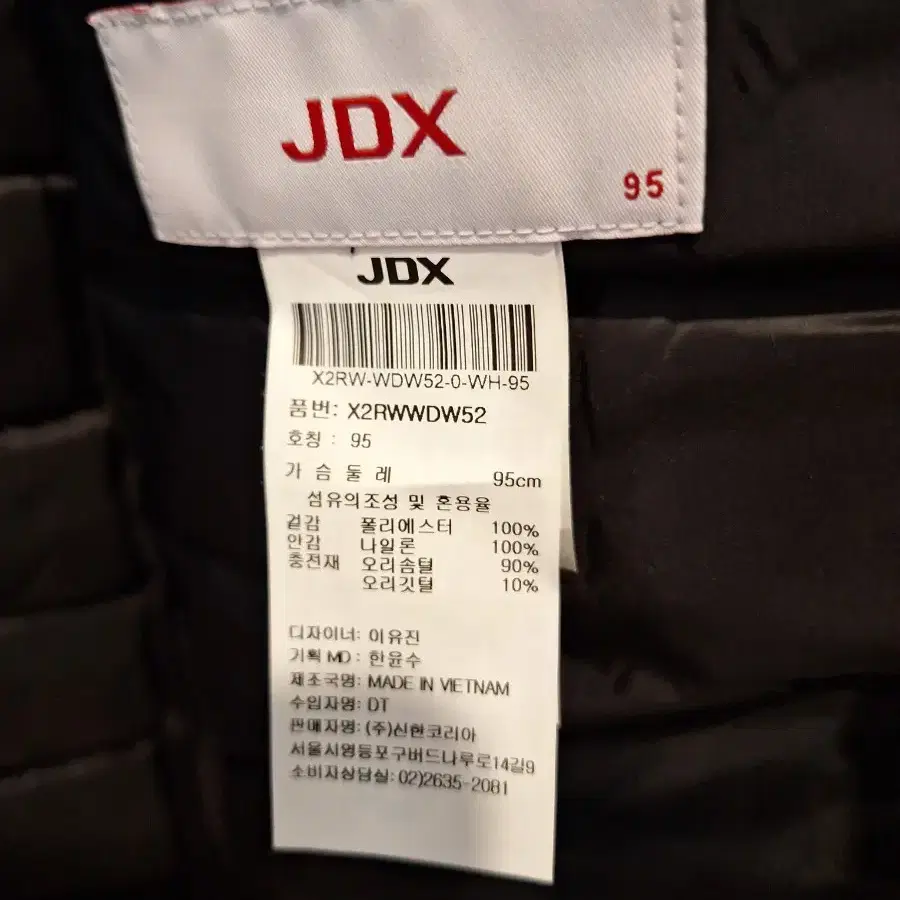 JDX
95
JDX
X2RW-WDW52-0-WH-95
품번: X2RWWDW52
호칭 : 95
가 슴 둘 레 95cm
섬유의조성 및 혼용율
겉감 폴리에스터 100%
안감 나일론 100%
충전재 오리솜털 90%
오리깃털 10%
디자이너: 이유진
기획 MD : 한윤수
제조국명: MADE IN VIETNAM
수입자명: DT
판매자명: (주)신한코리아
서울시영등포구버드나루로14길9
소비자상담실: 02)2635-2081